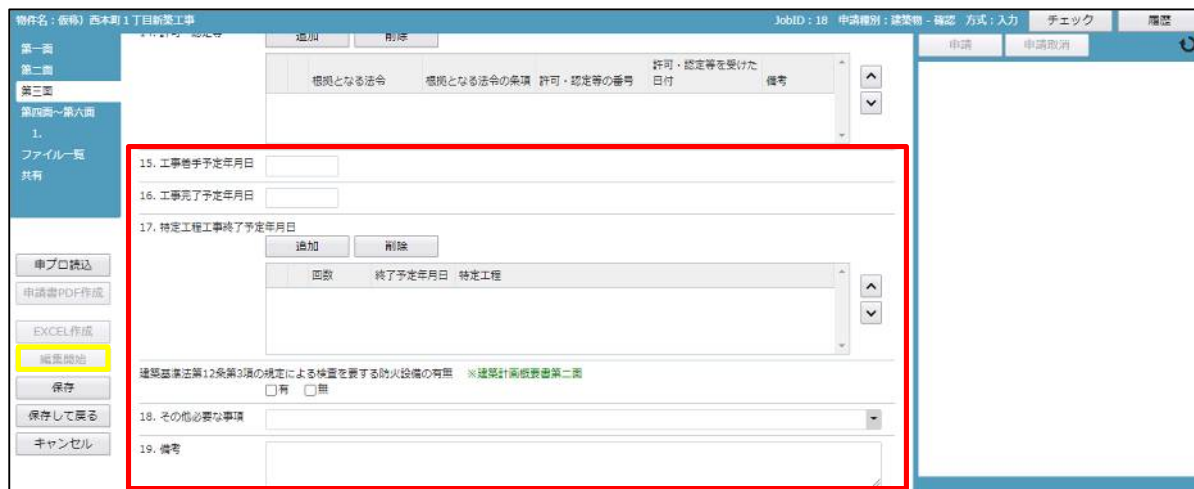 物件名：仮称）西本町１丁目新築工事
JobID：18 申請種別：建築物 - 確認 方式：入力 チェック 履歴
申請 申請取消
第一面
第二面
第三面
第四面～第六面
1.
ファイル一覧
共有
申プロ読込
申請書PDF作成
EXCEL作成
編集開始
保存
保存して戻る
キャンセル
追加 削除
根拠となる法令 根拠となる法令の条項 許可・認定等の番号 許可・認定等を受けた日付 備考
15. 工事着手予定年月日
16. 工事完了予定年月日
17. 特定工程工事終了予定年月日
追加 削除
回数 終了予定年月日 特定工程
建築基準法第12条第3項の規定による検査を要する防火設備の有無 ※建築計画概要書第二面
有 無
18. その他必要な事項
19. 備考